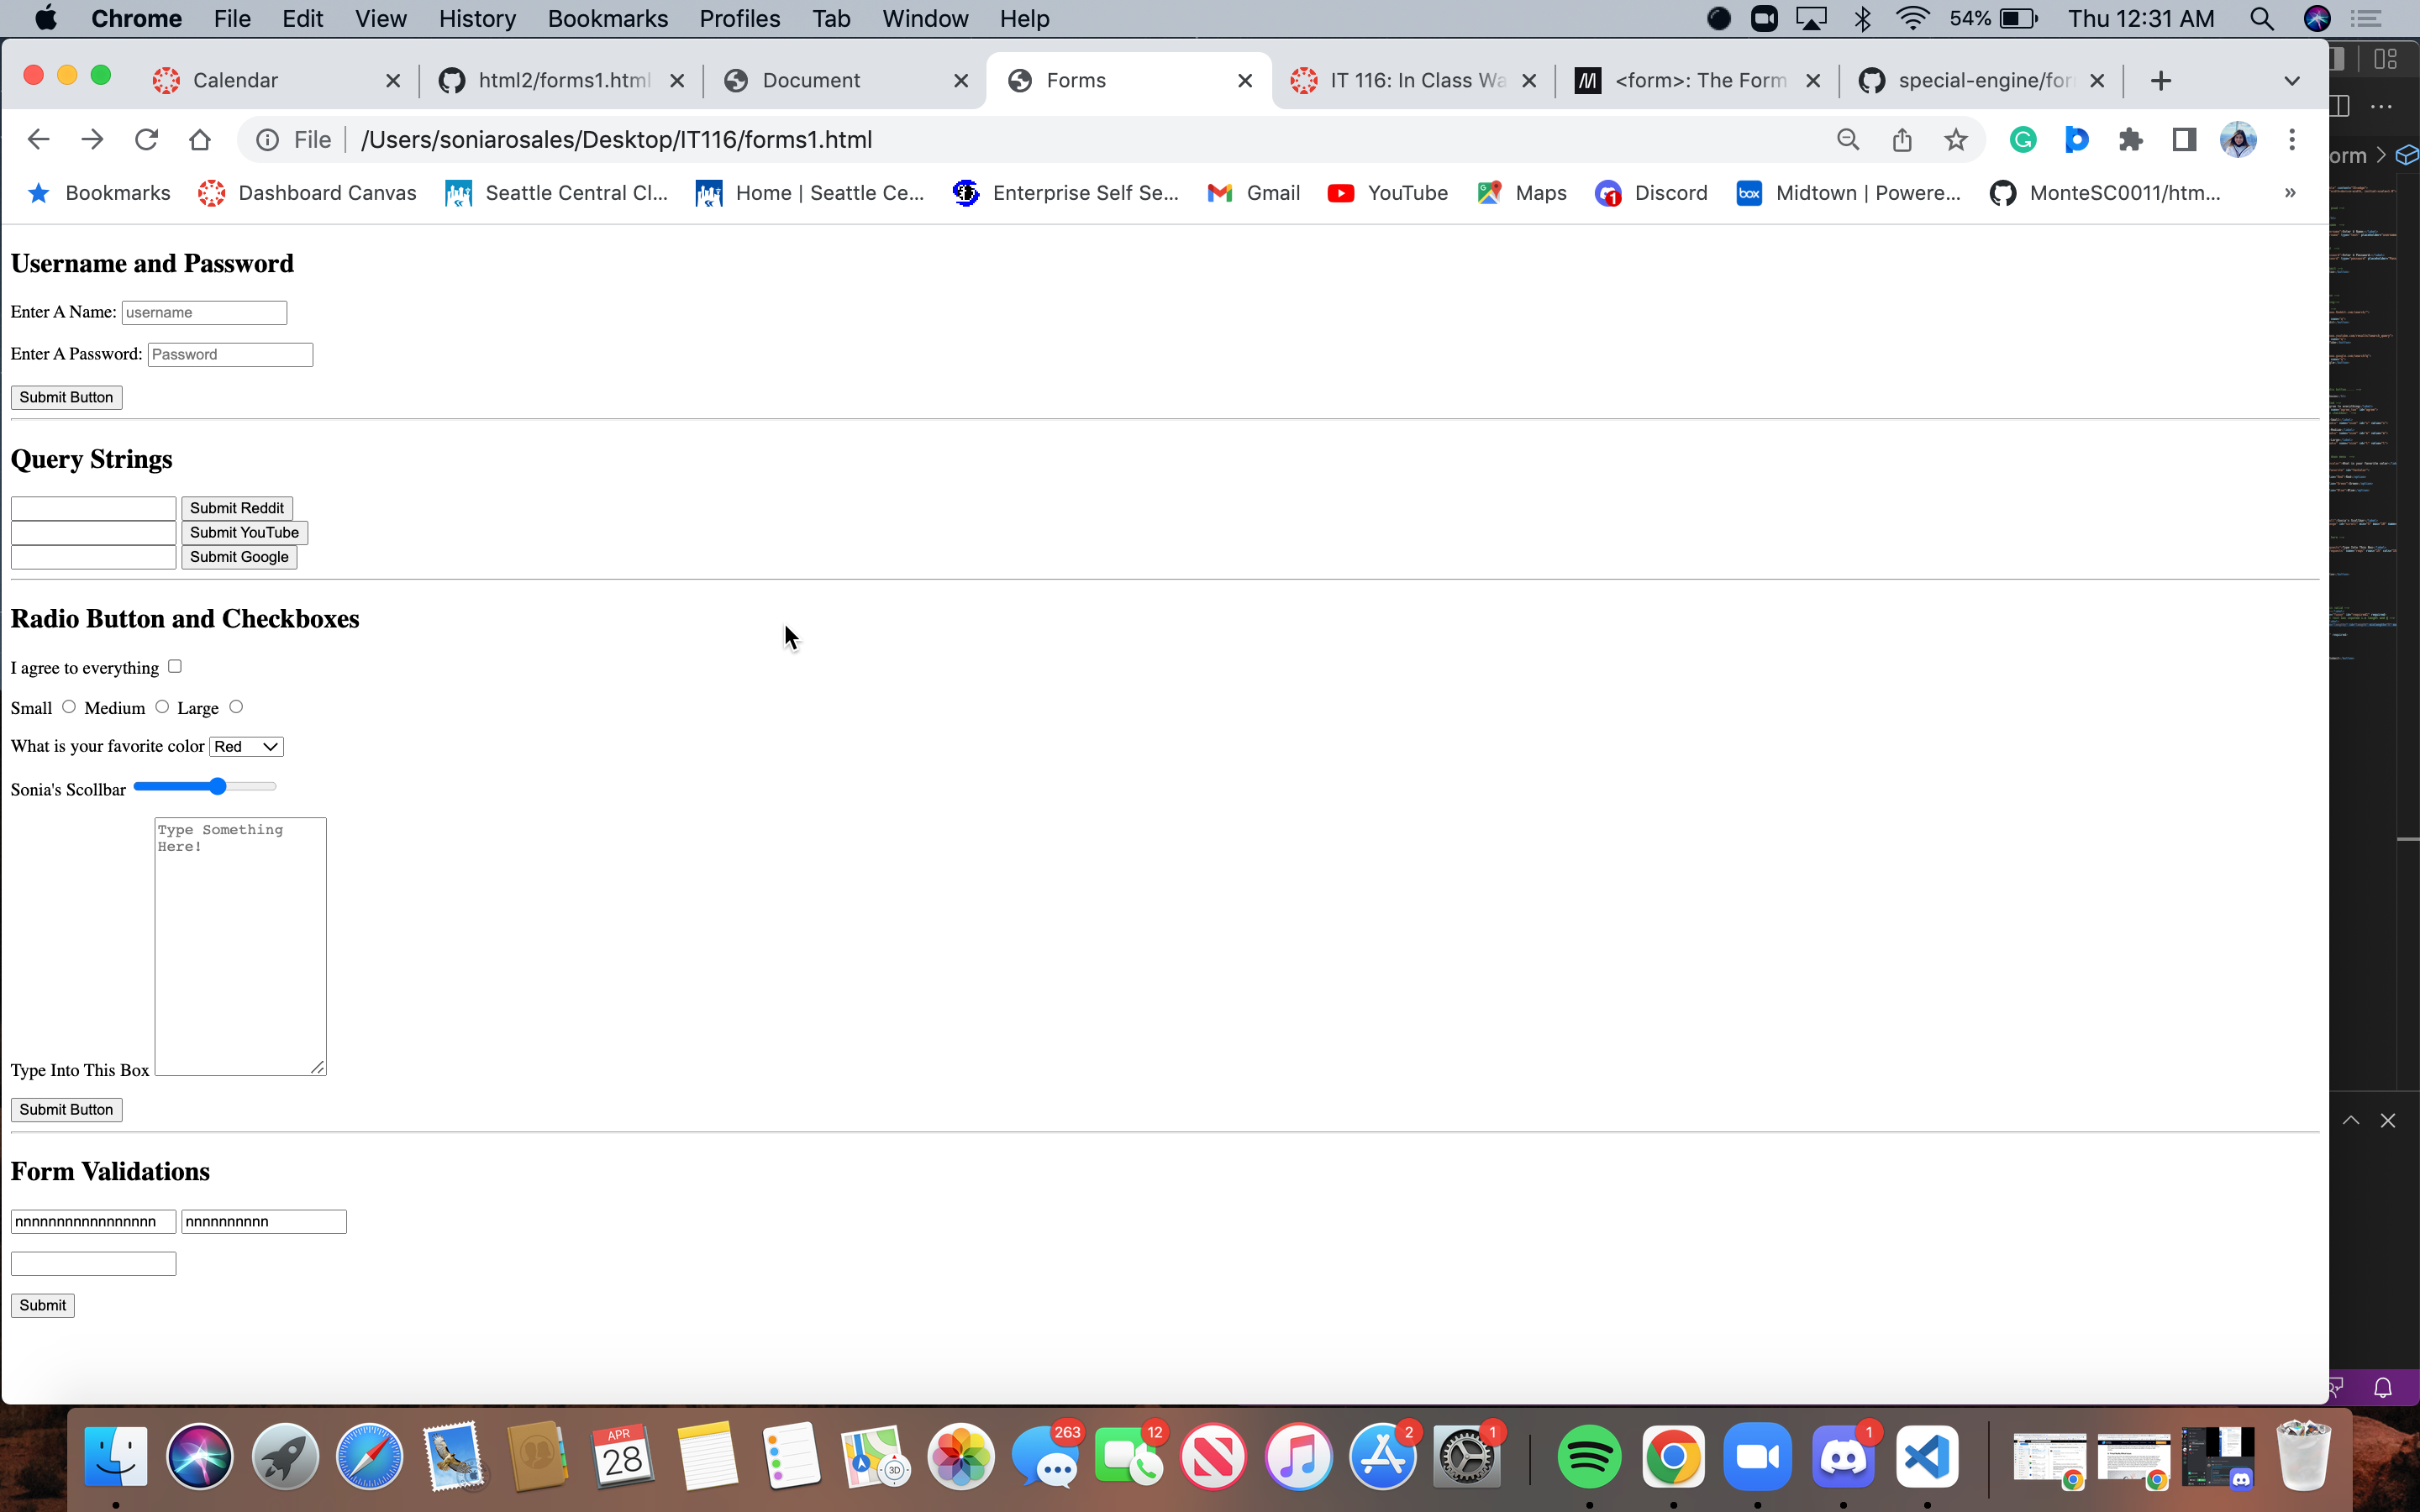 Chrome File Edit View History Bookmarks Profiles Tab Window Help 54% Thu 12:31 AM
Calendar html2/forms1.html Document Forms IT 116: In Class Wa <form>: The Form special-engine/for
File /Users/soniarosales/Desktop/IT116/forms1.html
orm >
Bookmarks Dashboard Canvas Seattle Central Cl... Home | Seattle Ce... Enterprise Self Se... Gmail YouTube Maps Discord box Midtown | Powere... MonteSC0011/htm... »
Username and Password
Enter A Name: username
Enter A Password: Password
Submit Button
Query Strings
Submit Reddit
Submit YouTube
Submit Google
Radio Button and Checkboxes
I agree to everything
Small Medium Large
What is your favorite color Red
Sonia's Scollbar
Type Something
Here!
Type Into This Box
Submit Button
Form Validations
nnnnnnnnnnnnnnnnn nnnnnnnnnn
Submit
APR 263 12 2 1 1
28 3D